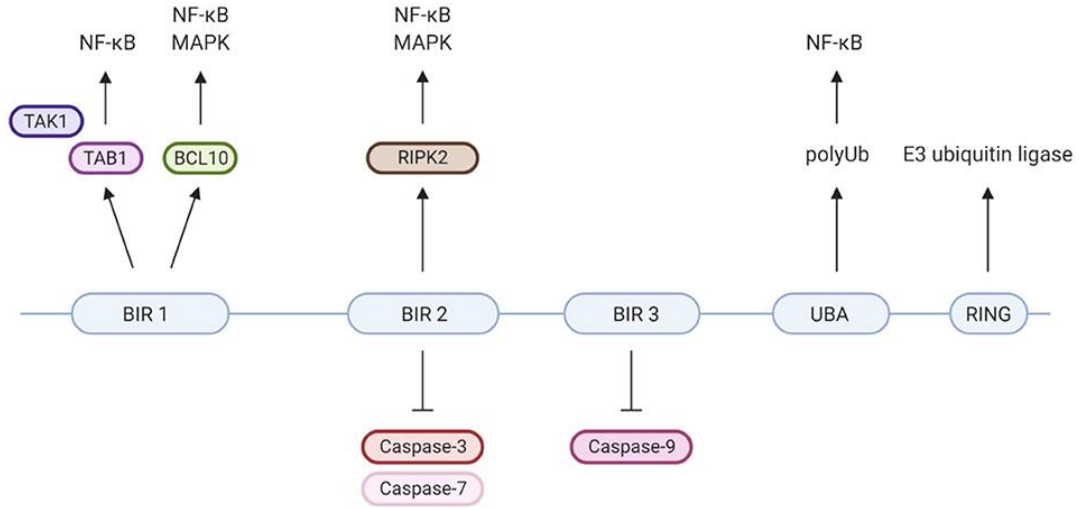 NF-κB
NF-κB
MAPK
NF-κB
MAPK
NF-κB
TAK1
TAB1
BCL10
RIPK2
polyUb
E3 ubiquitin ligase
BIR 1
BIR 2
BIR 3
UBA
RING
Caspase-3
Caspase-9
Caspase-7